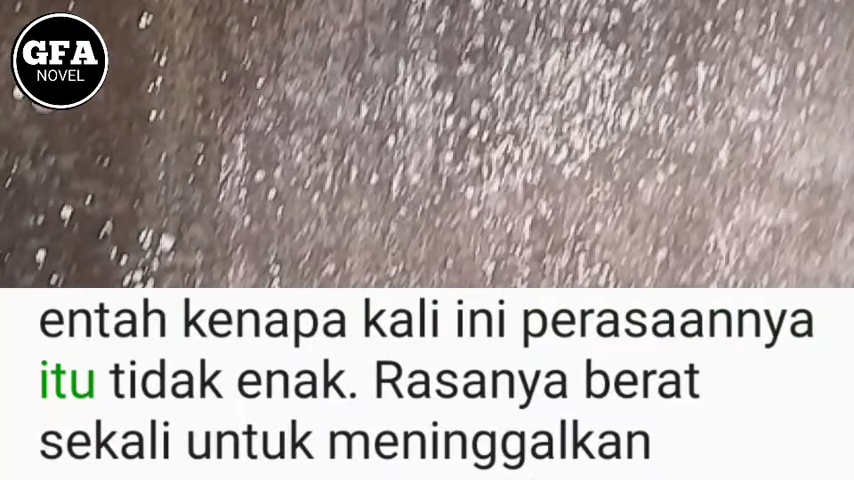 GFA
NOVEL
entah kenapa kali ini perasaannya
itu tidak enak. Rasanya berat
sekali untuk meninggalkan